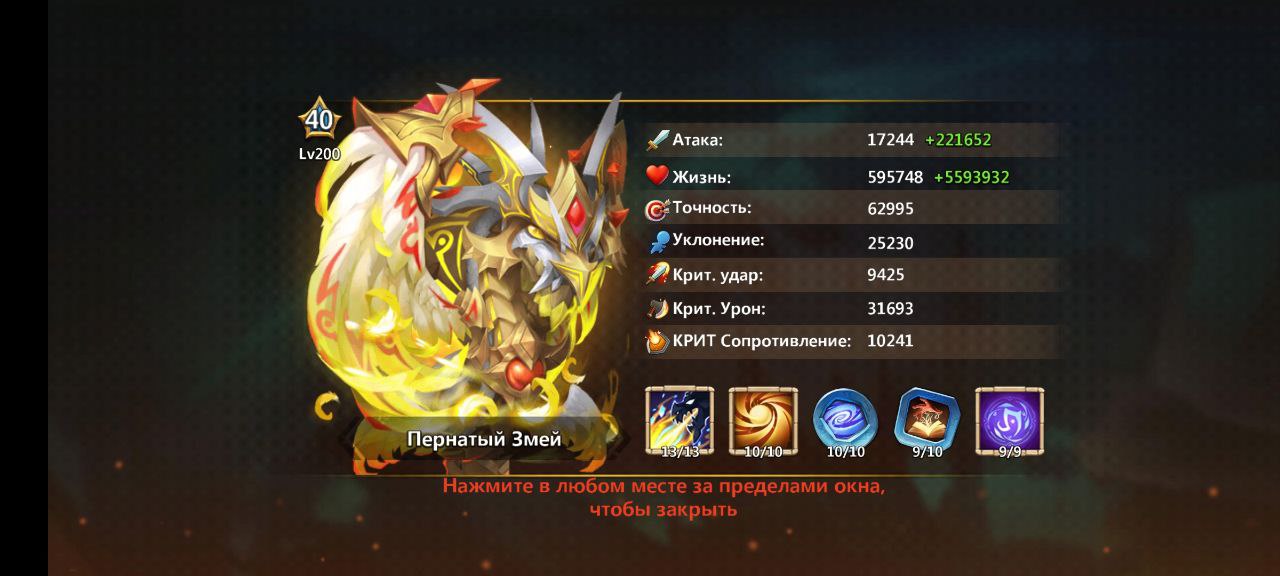 40
Lv200
Атака: 17244 +221652
Жизнь: 595748 +5593932
Точность: 62995
Уклонение: 25230
Крит. удар: 9425
Крит. Урон: 31693
КРИТ Сопротивление: 10241
Пернатый Змей
13/13 10/10 10/10 9/10 9/9
Нажмите в любом месте за пределами окна,
чтобы закрыть